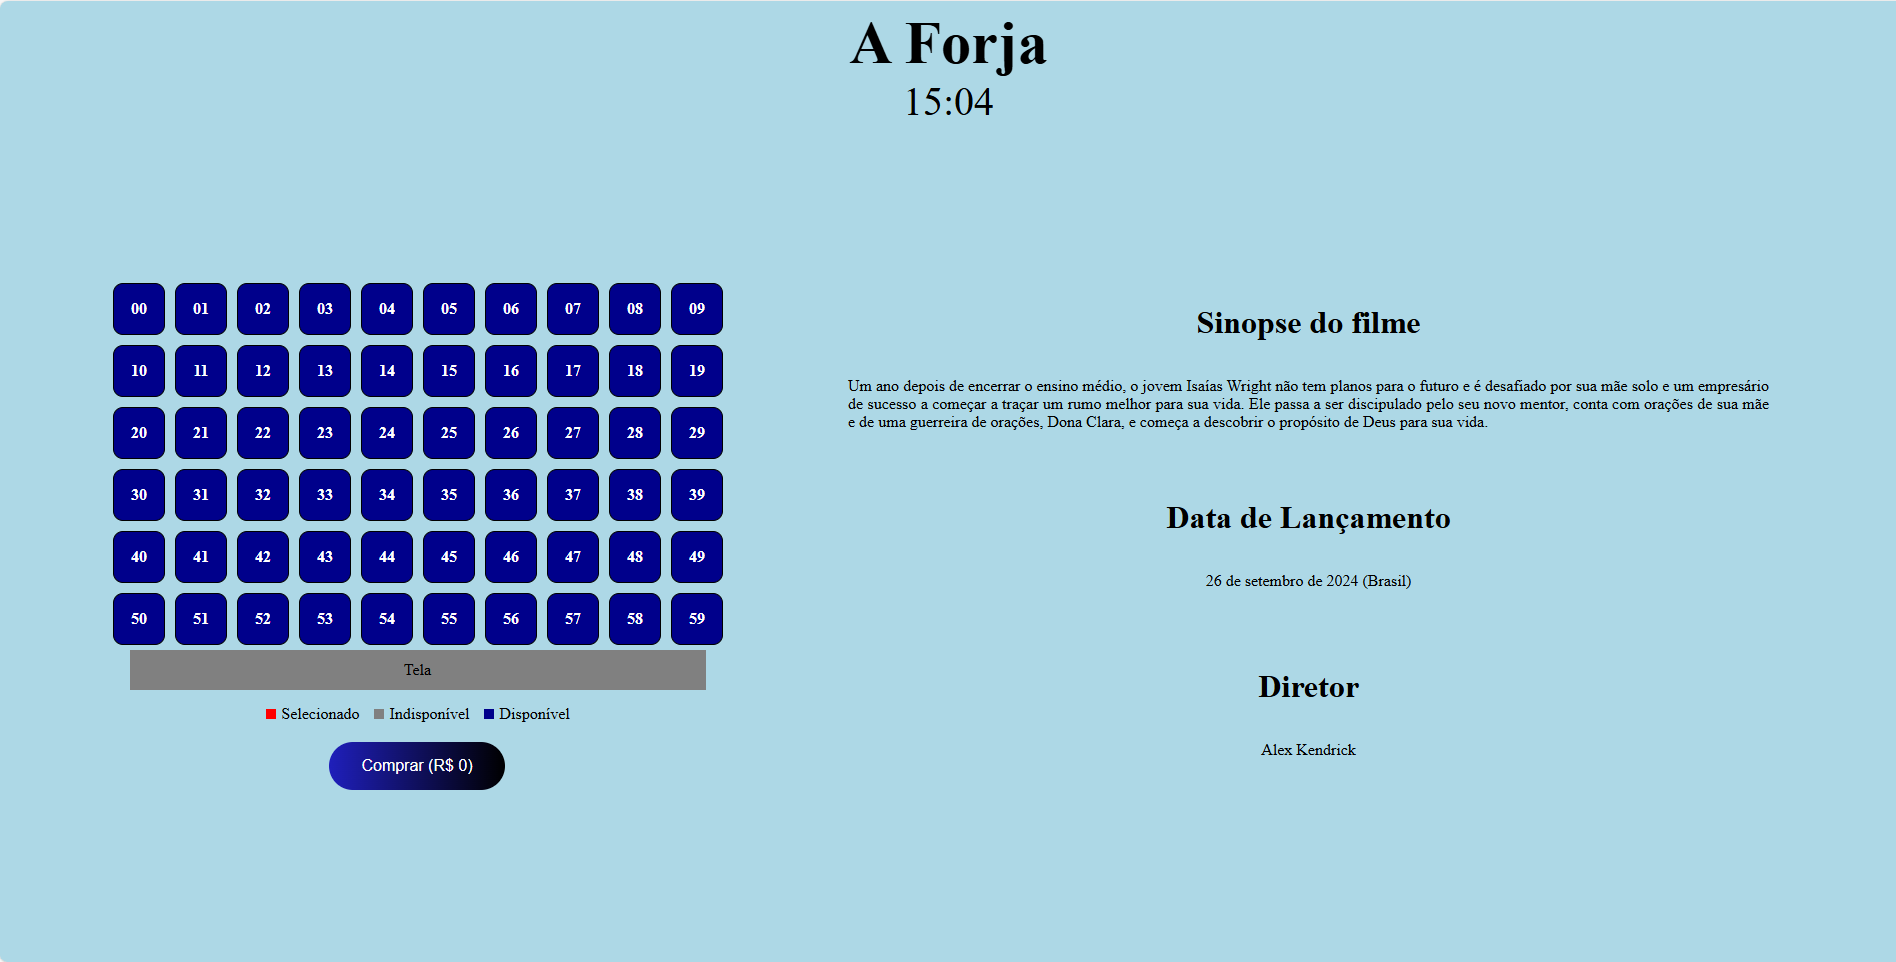 A Forja
15:04
00 01 02 03 04 05 06 07 08 09
10 11 12 13 14 15 16 17 18 19
20 21 22 23 24 25 26 27 28 29
30 31 32 33 34 35 36 37 38 39
40 41 42 43 44 45 46 47 48 49
50 51 52 53 54 55 56 57 58 59
Tela
Selecionado Indisponível Disponível
Comprar (R$ 0)
Sinopse do filme
Um ano depois de encerrar o ensino médio, o jovem Isaías Wright não tem planos para o futuro e é desafiado por sua mãe solo e um empresário
de sucesso a começar a traçar um rumo melhor para sua vida. Ele passa a ser discipulado pelo seu novo mentor, conta com orações de sua mãe
e de uma guerreira de orações, Dona Clara, e começa a descobrir o propósito de Deus para sua vida.
Data de Lançamento
26 de setembro de 2024 (Brasil)
Diretor
Alex Kendrick